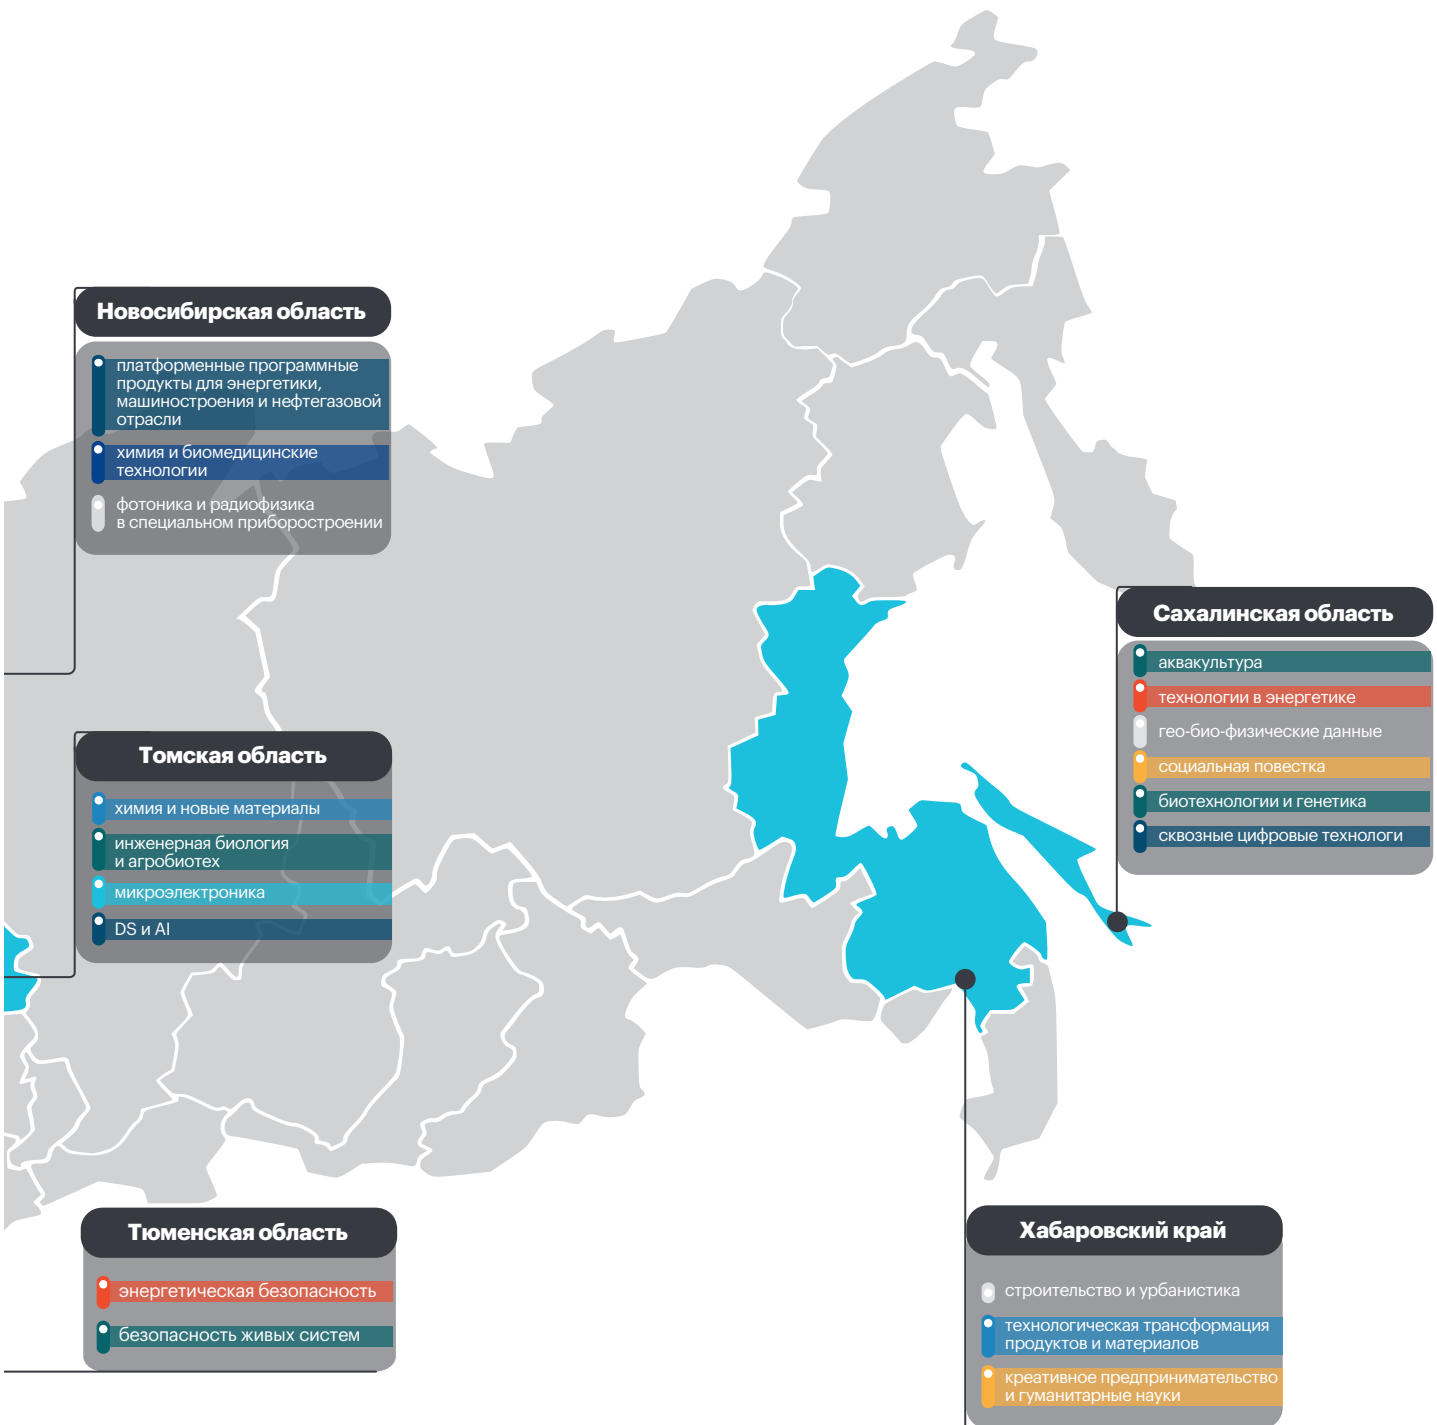 Новосибирская область
платформенные программные
продукты для энергетики,
машиностроения и нефтегазовой
отрасли
химия и биомедицинские
технологии
фотоника и радиофизика
в специальном приборостроении
Сахалинская область
аквакультура
технологии в энергетике
гео-био-физические данные
социальная повестка
биотехнологии и генетика
сквозные цифровые технологи
Томская область
химия и новые материалы
инженерная биология
и агробиотех
микроэлектроника
DS и AI
Тюменская область
энергетическая безопасность
безопасность живых систем
Хабаровский край
строительство и урбанистика
технологическая трансформация
продуктов и материалов
креативное предпринимательство
и гуманитарные науки